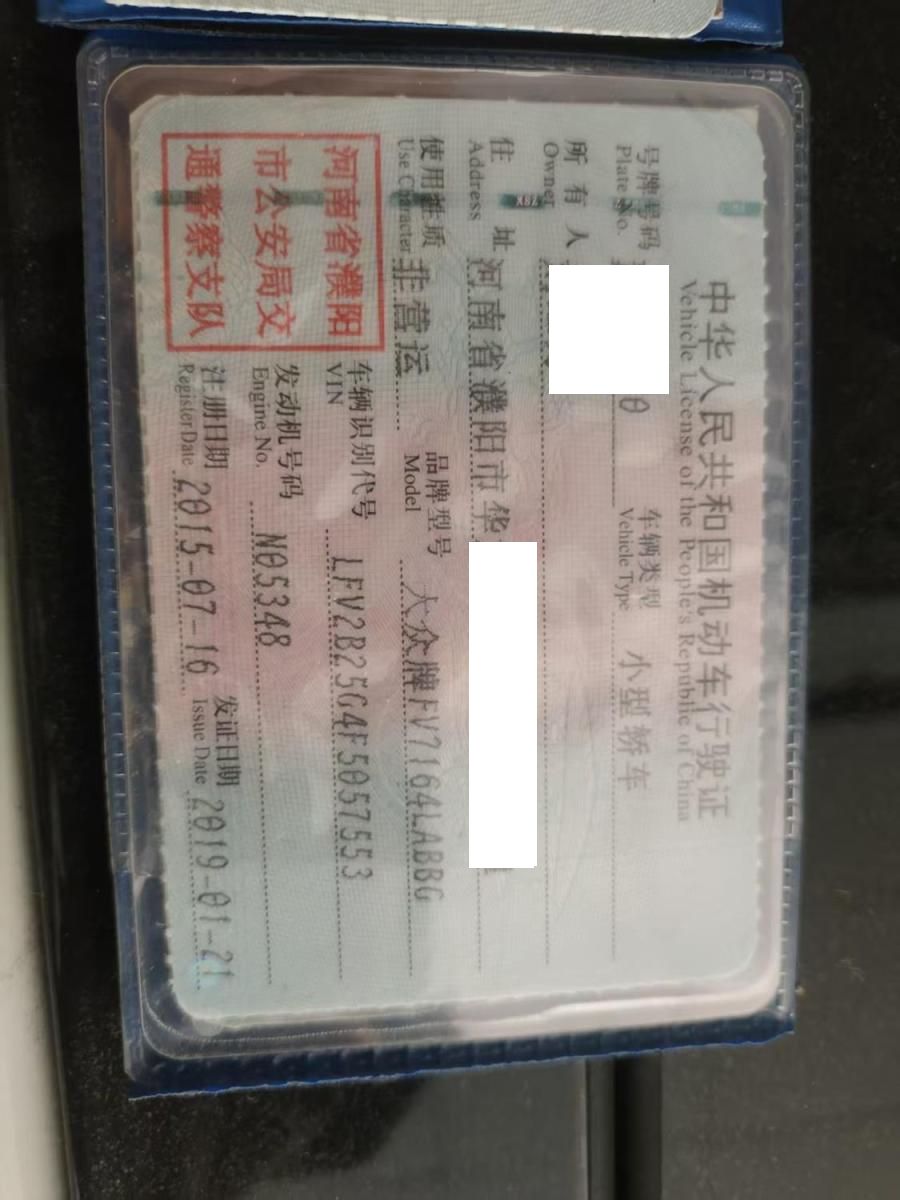 中华人民共和国机动车行驶证
Vehicle License of the People's Republic of China
号牌号码
Plate No.
0
车辆类型
Vehicle Type
小型轿车
所有人
Owner
住址
Address
河南省濮阳市华
使用性质
Use Character
非营运
品牌型号
Model
大众牌FV7164LABBG
车辆识别代号
VIN
LFV2B25G4F5057553
发动机号码
Engine No.
N05348
注册日期
Register Date
2015-07-16
发证日期
Issue Date
2019-01-21
河南省濮阳
市公安局交
通警察支队